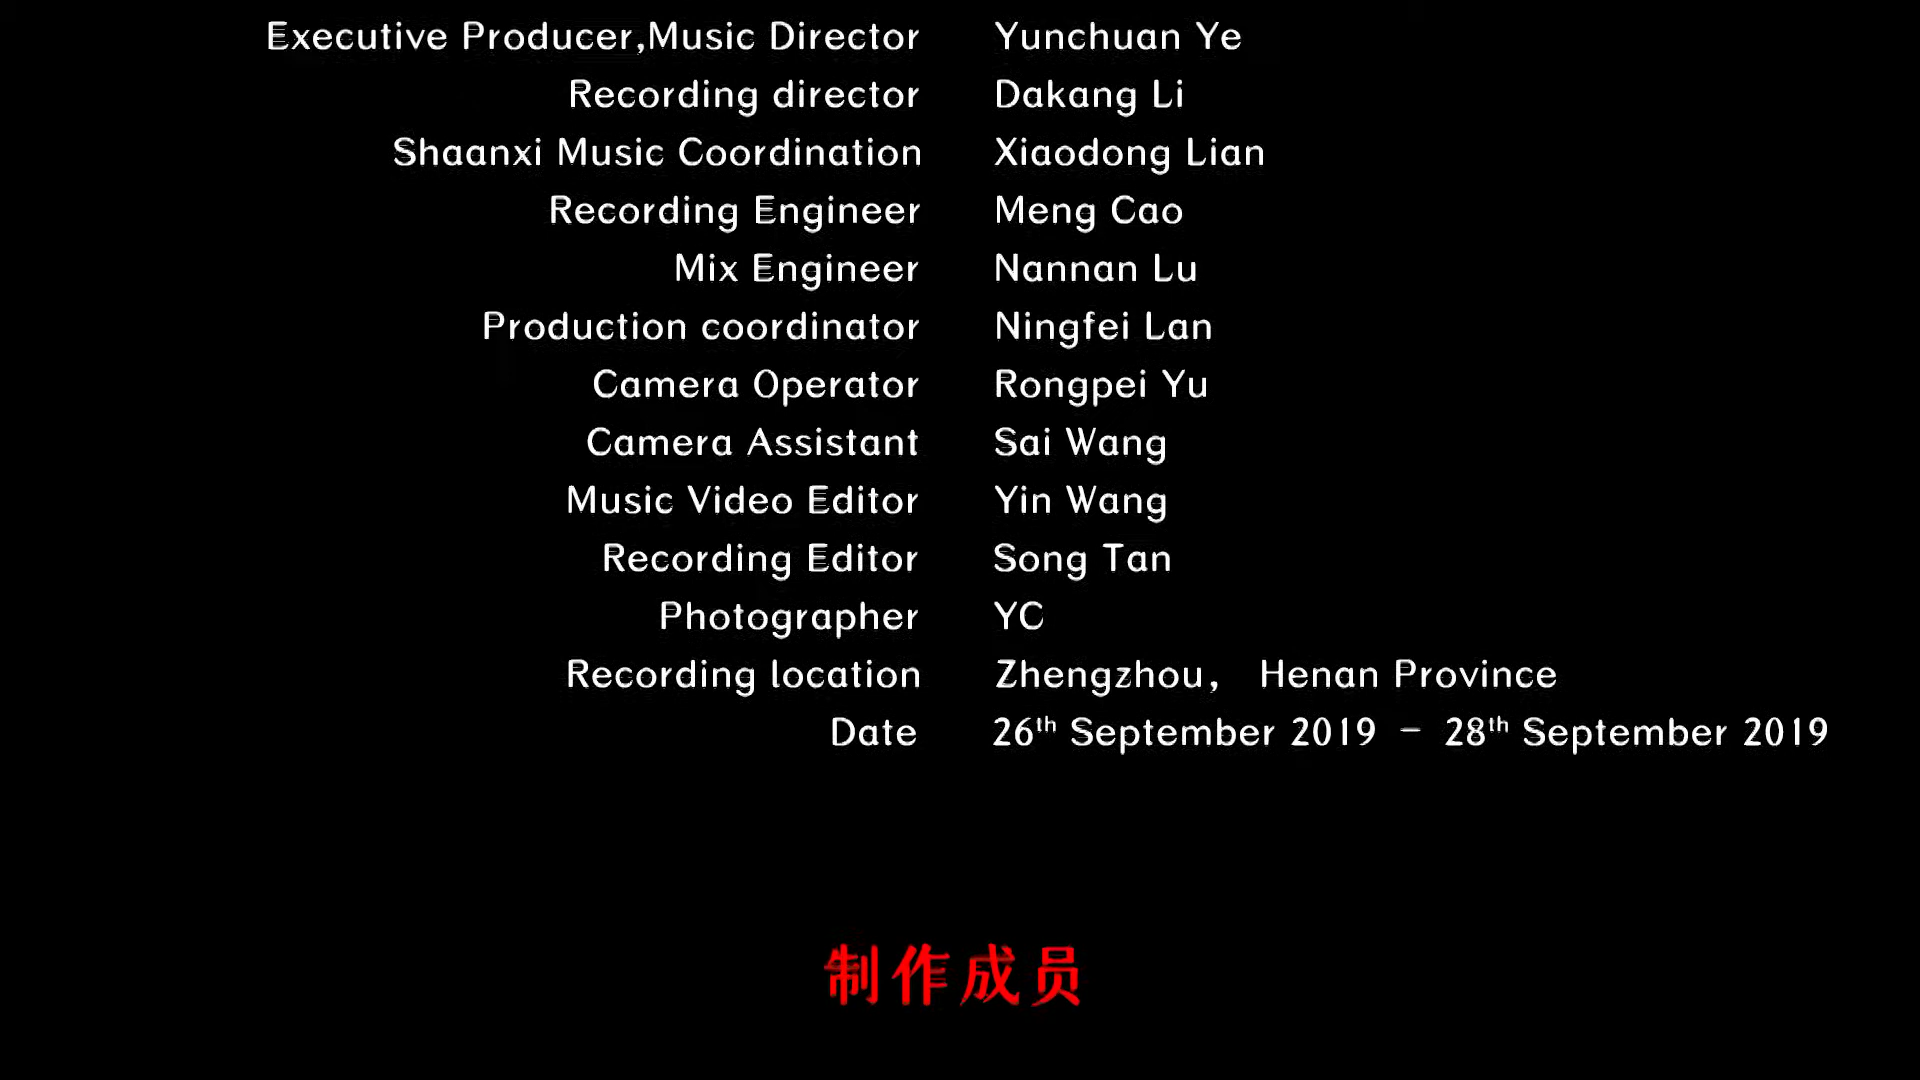 Executive Producer,Music Director Yunchuan Ye
Recording director Dakang Li
Shaanxi Music Coordination Xiaodong Lian
Recording Engineer Meng Cao
Mix Engineer Nannan Lu
Production coordinator Ningfei Lan
Camera Operator Rongpei Yu
Camera Assistant Sai Wang
Music Video Editor Yin Wang
Recording Editor Song Tan
Photographer YC
Recording location Zhengzhou， Henan Province
Date 26th September 2019 – 28th September 2019
制作成员